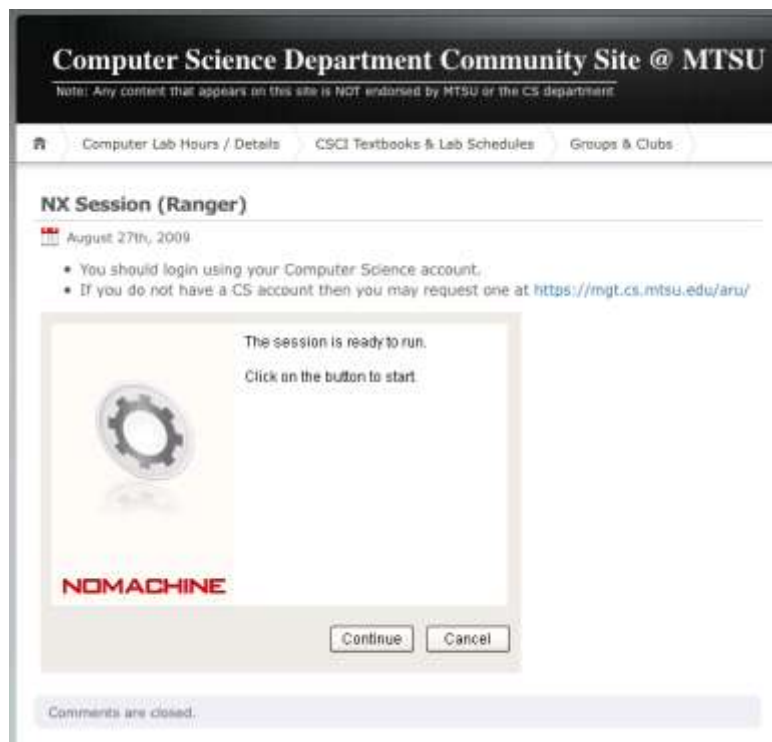 Computer Science Department Community Site @ MTSU
Note: Any content that appears on this site is NOT endorsed by MTSU or the CS department
Computer Lab Hours / Details CSCI Textbooks & Lab Schedules Groups & Clubs
NX Session (Ranger)
August 27th, 2009
• You should login using your Computer Science account.
• If you do not have a CS account then you may request one at https://mgt.cs.mtsu.edu/aru/
The session is ready to run.
Click on the button to start.
NOMACHINE
Continue Cancel
Comments are closed.